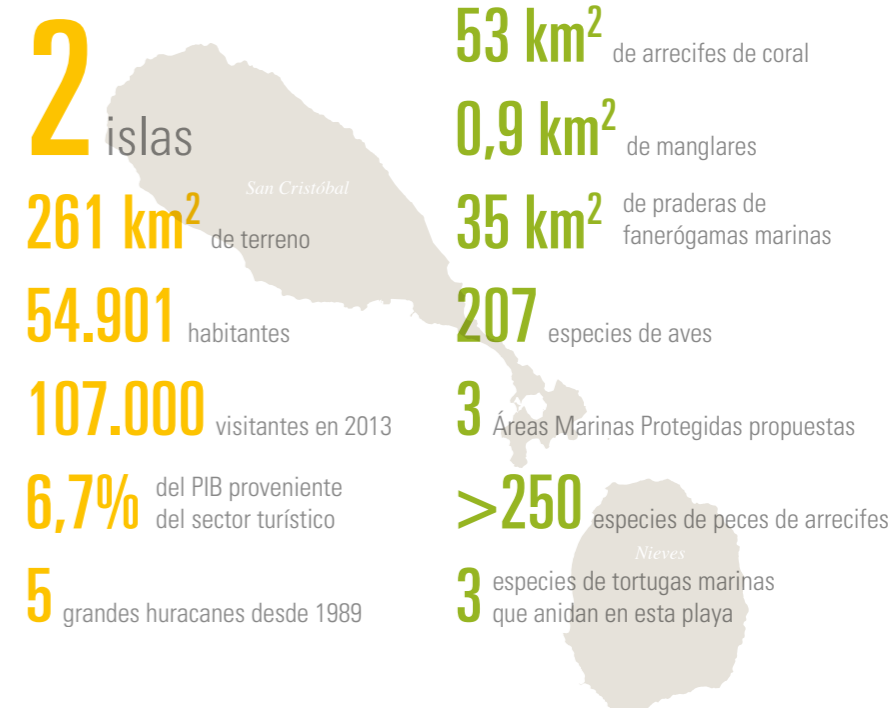 2 islas
San Cristóbal
261 km² de terreno
54.901 habitantes
107.000 visitantes en 2013
6,7% del PIB proveniente
del sector turístico
5 grandes huracanes desde 1989
53 km² de arrecifes de coral
0,9 km² de manglares
35 km² de praderas de
fanerógamas marinas
207 especies de aves
3 Áreas Marinas Protegidas propuestas
>250 especies de peces de arrecifes
Nieves
3 especies de tortugas marinas
que anidan en esta playa